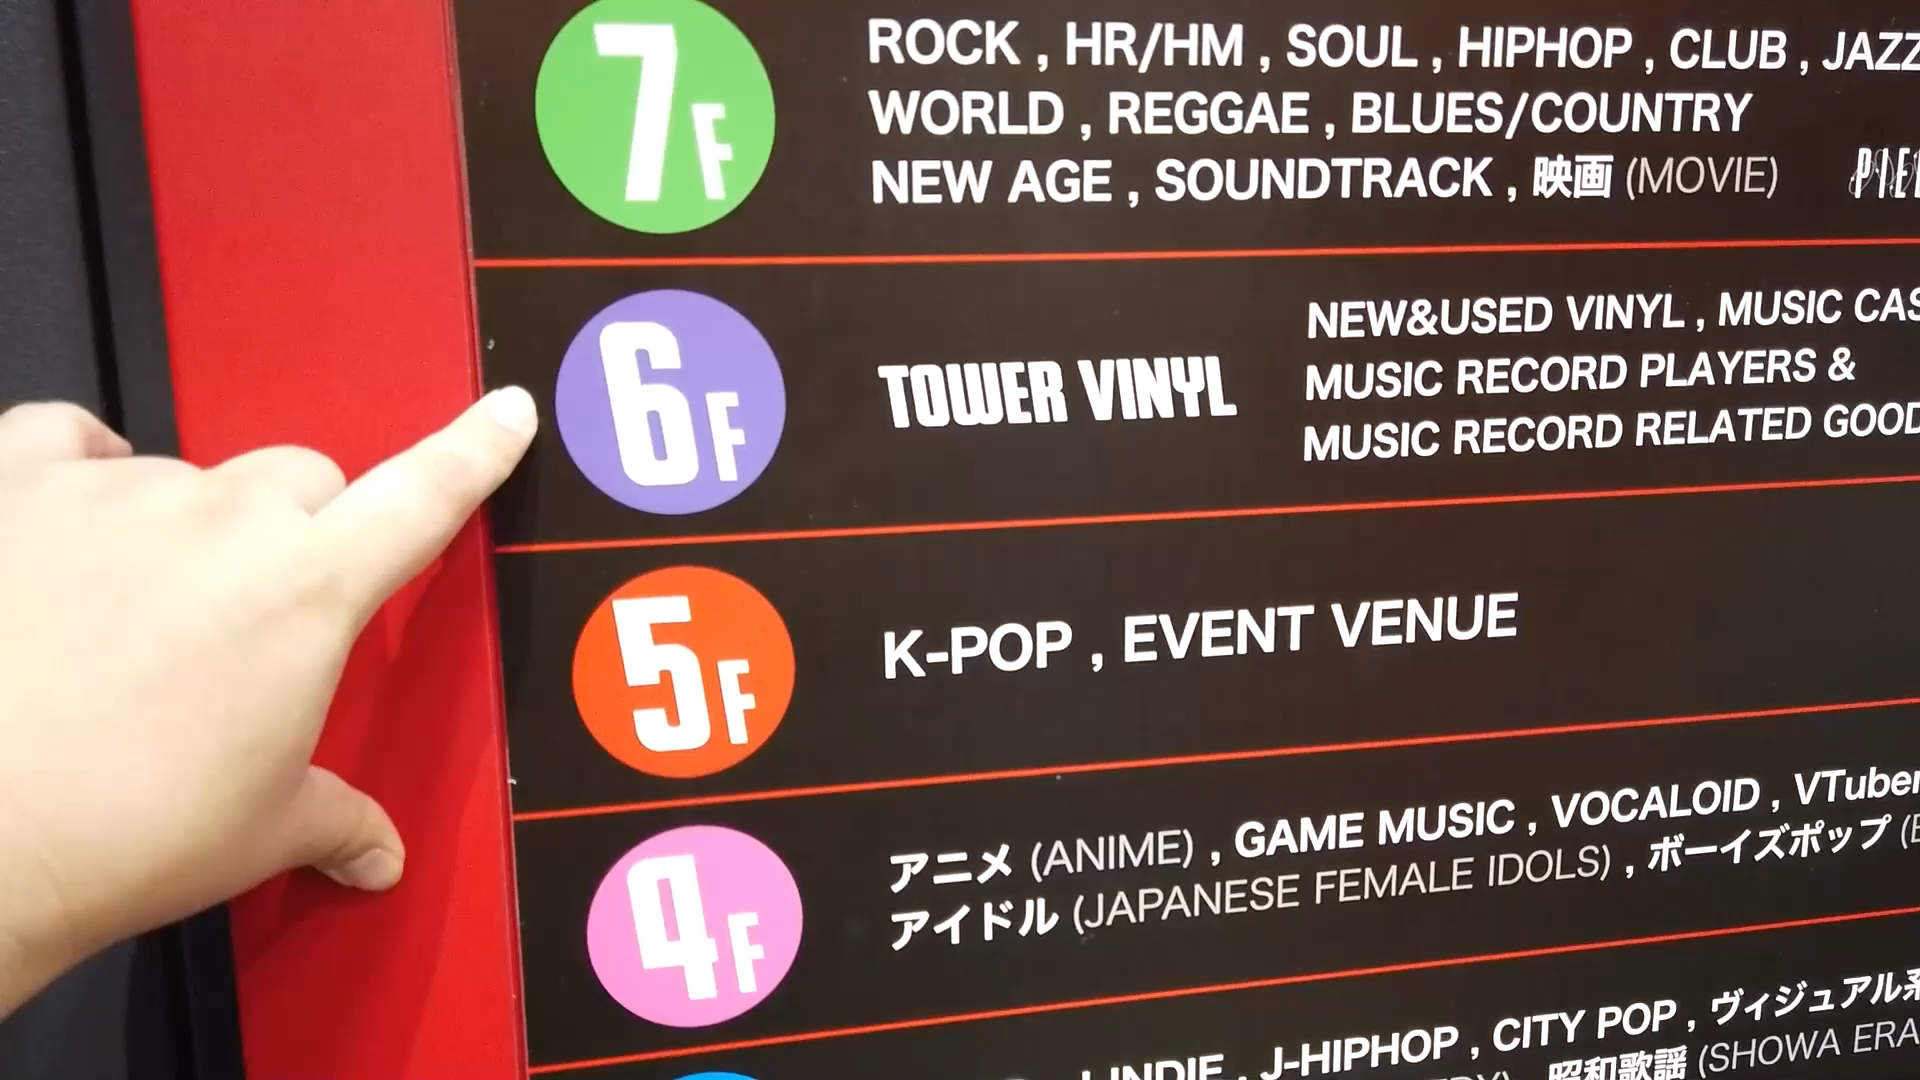 7F
ROCK , HR/HM , SOUL , HIPHOP , CLUB , JAZZ
WORLD , REGGAE , BLUES/COUNTRY
NEW AGE , SOUNDTRACK , 映画 (MOVIE)
6F
TOWER VINYL
NEW&USED VINYL , MUSIC
MUSIC RECORD PLAYERS &
MUSIC RECORD RELATED
5F
K-POP , EVENT VENUE
4F
アニメ (ANIME) , GAME MUSIC , VOCALOID , VTuber
アイドル (JAPANESE FEMALE IDOLS) , ボーイズポップ
INDIE , J-HIPHOP , CITY POP , ヴィジュアル系
昭和歌謡 (SHOWA ERA